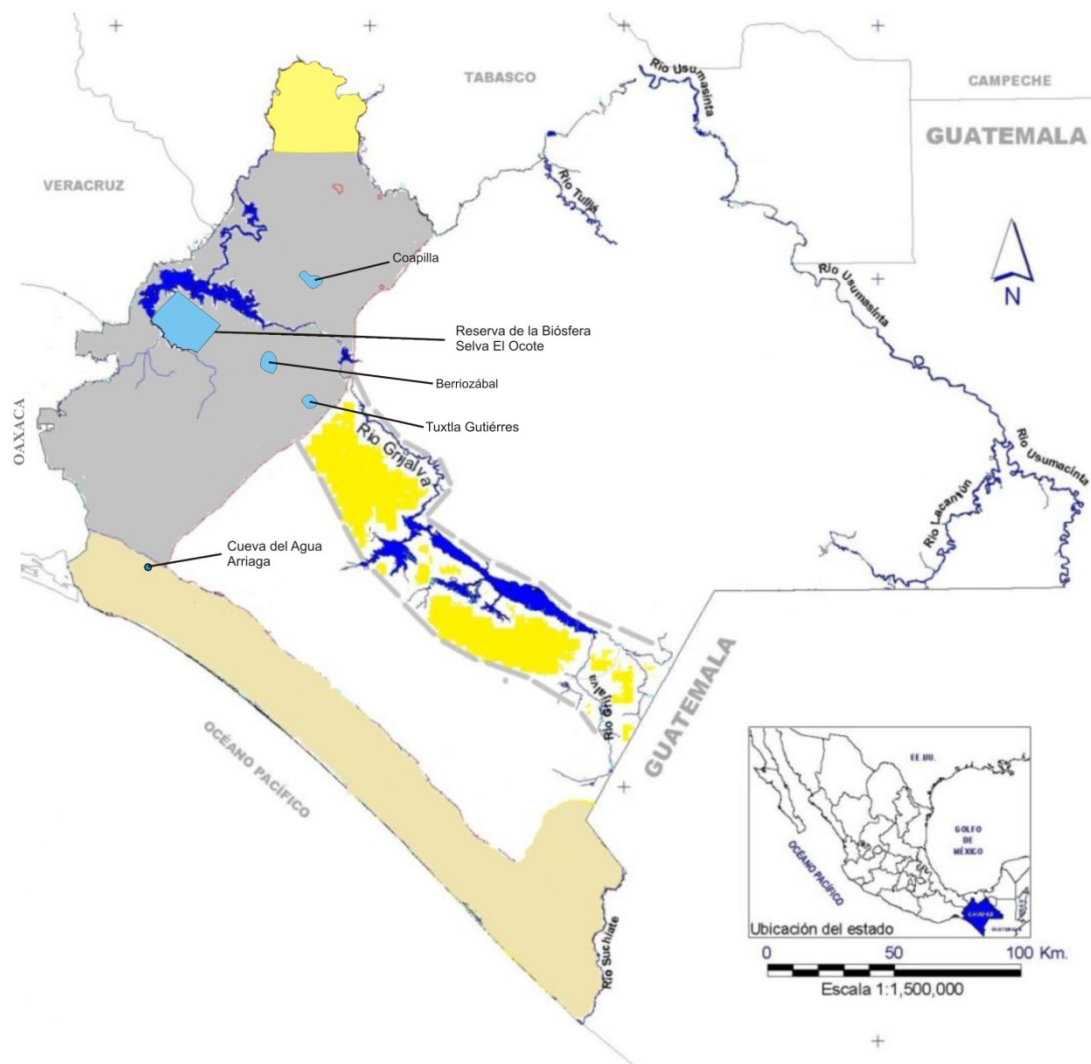 TABASCO
CAMPECHE
GUATEMALA
VERACRUZ
OAXACA
Río Usumasinta
Río Tulijá
Río Usumasinta
Río Usumacinta
Río Lacantún
N
Coapilla
Reserva de la Biósfera
Selva El Ocote
Berriozábal
Tuxtla Gutiérres
Río Grijalva
Cueva del Agua
Arriaga
Río Grijalva
GUATEMALA
OCÉANO PACÍFICO
Río Suchiate
EE.UU.
GOLFO
DE
MÉXICO
OCÉANO PACÍFICO
CHIAPAS
GUATEMALA
Ubicación del estado
0 50 100 Km.
Escala 1:1,500,000